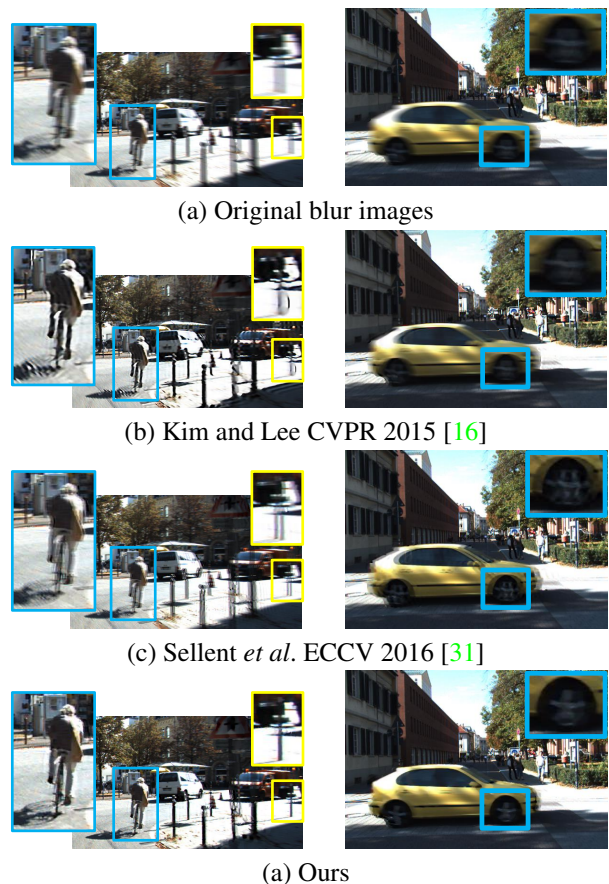 (a) Original blur images
(b) Kim and Lee CVPR 2015 [16]
(c) Sellent et al. ECCV 2016 [31]
(a) Ours